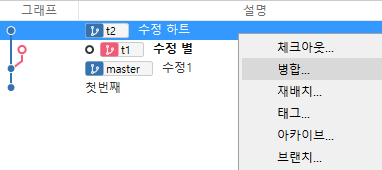 그래프 설명
t2 수정 하트
t1 수정 별
master 수정1
첫번째
체크아웃...
병합...
재배치...
태그...
아카이브...
브랜치...